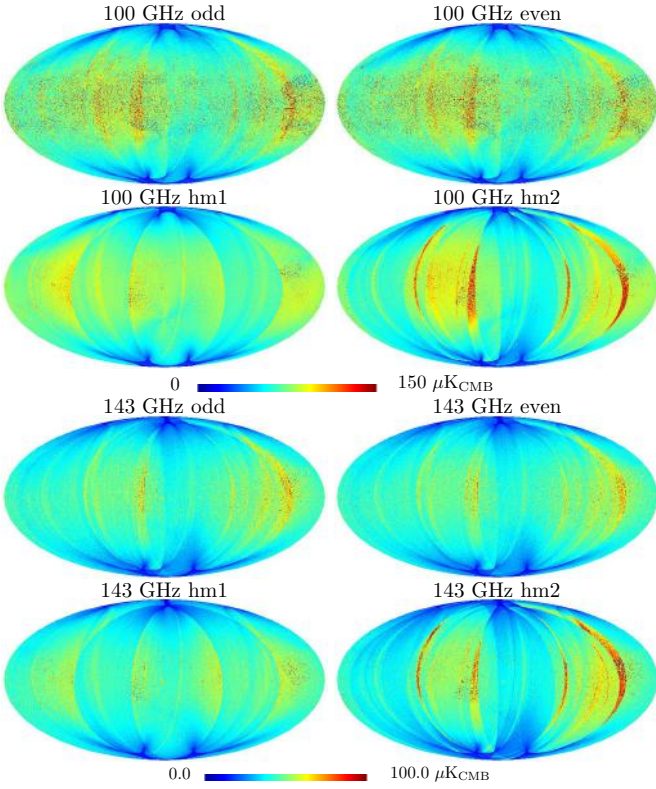 100 GHz odd 100 GHz even
100 GHz hm1 100 GHz hm2
0 150 μK_CMB
143 GHz odd 143 GHz even
143 GHz hm1 143 GHz hm2
0.0 100.0 μK_CMB